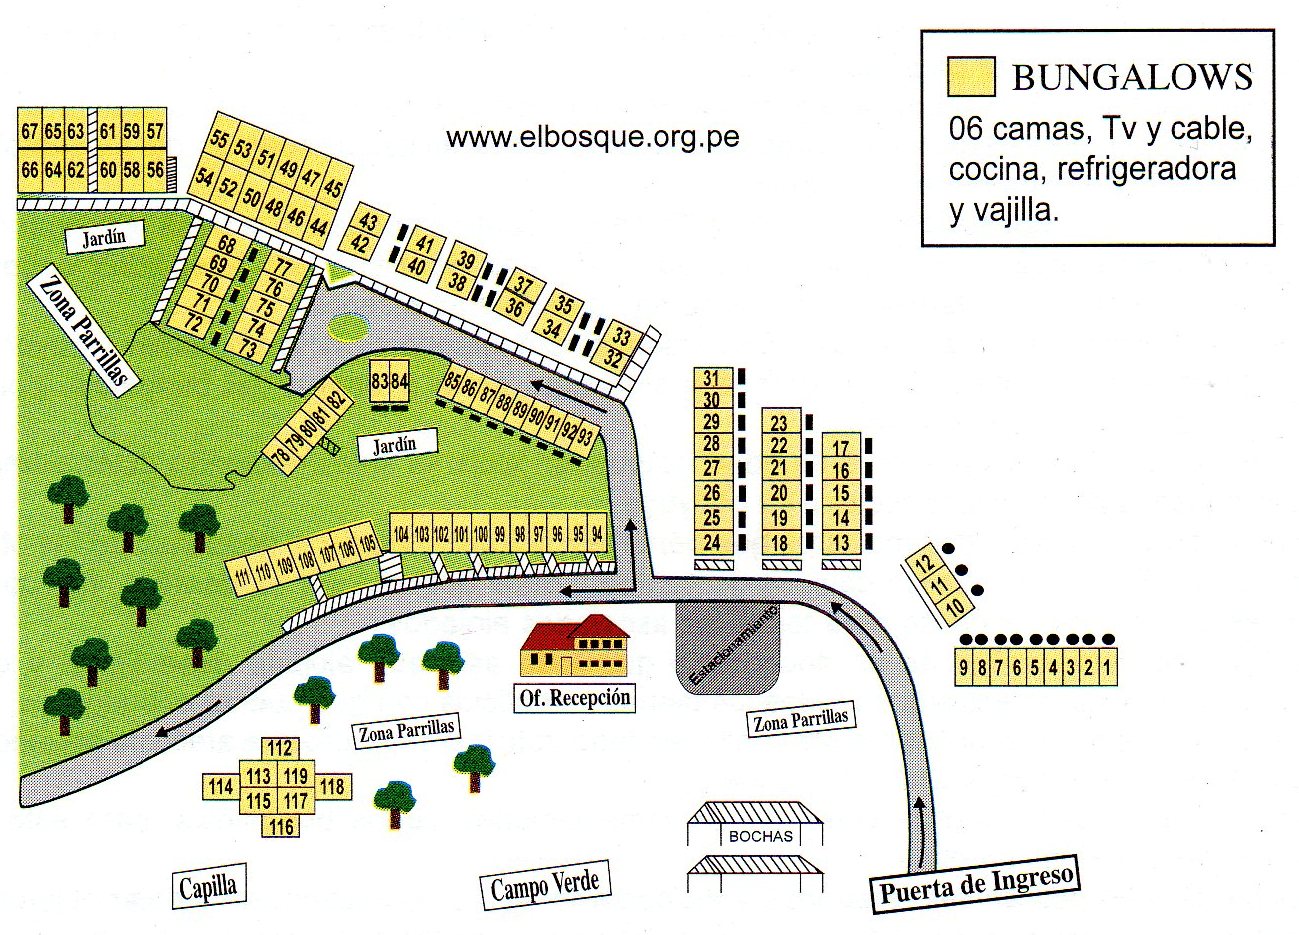 BUNGALOWS
06 camas, Tv y cable,
cocina, refrigeradora
y vajilla.
www.elbosque.org.pe
67 65 63 61 59 57
66 64 62 60 58 56
55 53 51 49 47 45
54 52 50 48 46 44
43
42
41
40
39
38
37
36
35
34
33
32
Jardín
Zona Parrillas
68
69
70
71
72
77
76
75
74
73
83 84
85 86 87 88 89 90 91 92 93
78 79 80 81 82
Jardín
31
30
29
28
27
26
25
24
23
22
21
20
19
18
17
16
15
14
13
12
11
10
9 8 7 6 5 4 3 2 1
104 103 102 101 100 99 98 97 96 95 94
111 110 109 108 107 106 105
Estacionamiento
Of. Recepción
Zona Parrillas
Zona Parrillas
112
113 119
114 118
115 117
116
BOCHAS
Capilla
Campo Verde
Puerta de Ingreso